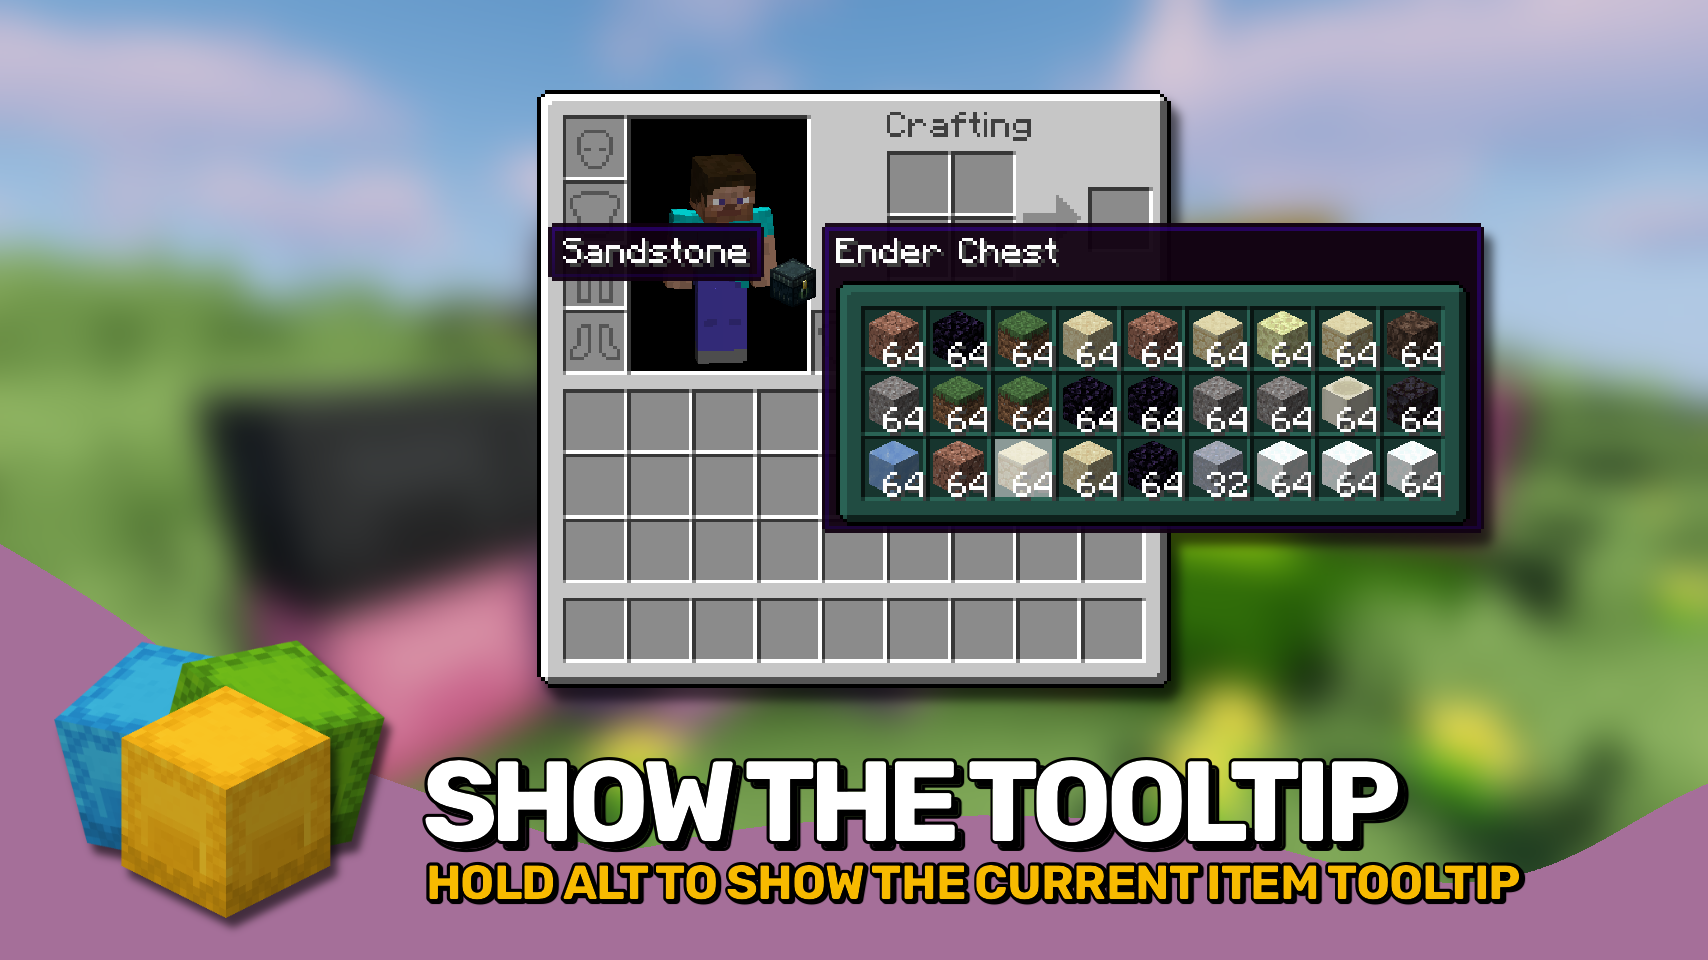 Crafting
Sandstone
Ender Chest
64 64 64 64 64 64 64 64 64
64 64 64 64 64 64 64 64 64
64 64 64 64 64 32 64 64 64
SHOW THE TOOLTIP
HOLD ALT TO SHOW THE CURRENT ITEM TOOLTIP